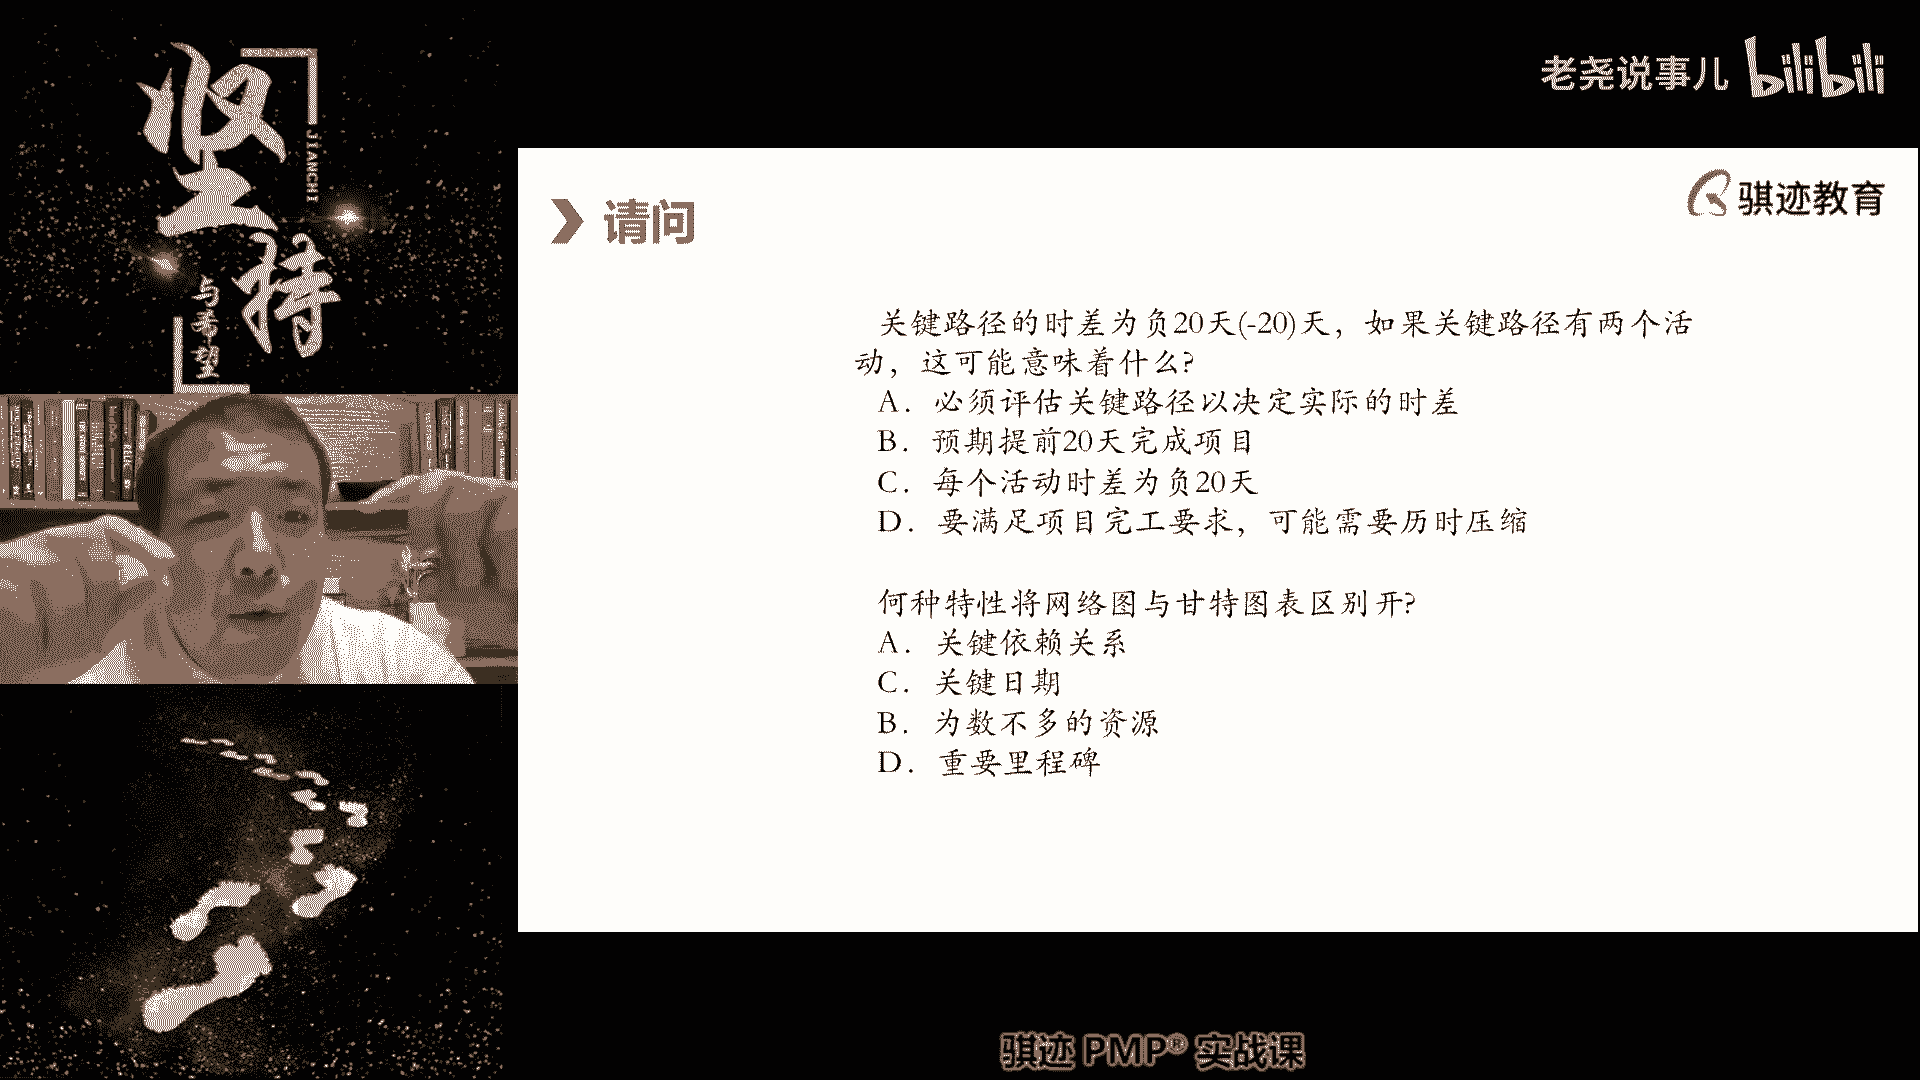 坚持
JIANCHI
与希望
老尧说事儿 bilibili
请问
骐迹教育
关键路径的时差为负20天(-20)天，如果关键路径有两个活
动，这可能意味着什么?
A. 必须评估关键路径以决定实际的时差
B. 预期提前20天完成项目
C. 每个活动时差为负20天
D. 要满足项目完工要求，可能需要历时压缩
何种特性将网络图与甘特图表区别开?
A. 关键依赖关系
C. 关键日期
B. 为数不多的资源
D. 重要里程碑
骐迹 PMP® 实战课